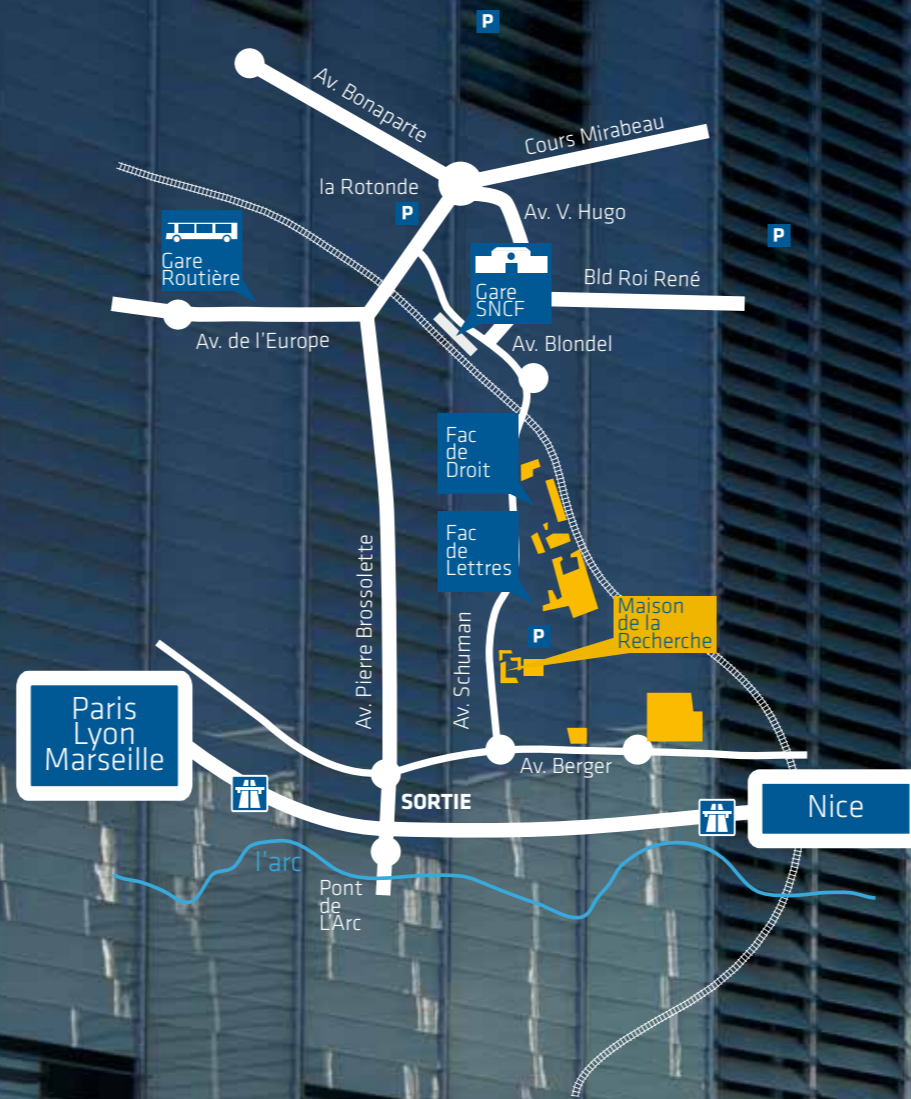 P
Av. Bonaparte
Cours Mirabeau
la Rotonde
P
Av. V. Hugo
P
Gare
Routière
Gare
SNCF
Bld Roi René
Av. de l'Europe
Av. Blondel
Fac
de
Droit
Fac
de
Lettres
Av. Pierre Brossolette
Av. Schuman
P
Maison
de la
Recherche
Paris
Lyon
Marseille
Av. Berger
SORTIE
Nice
l'arc
Pont
de
L'Arc